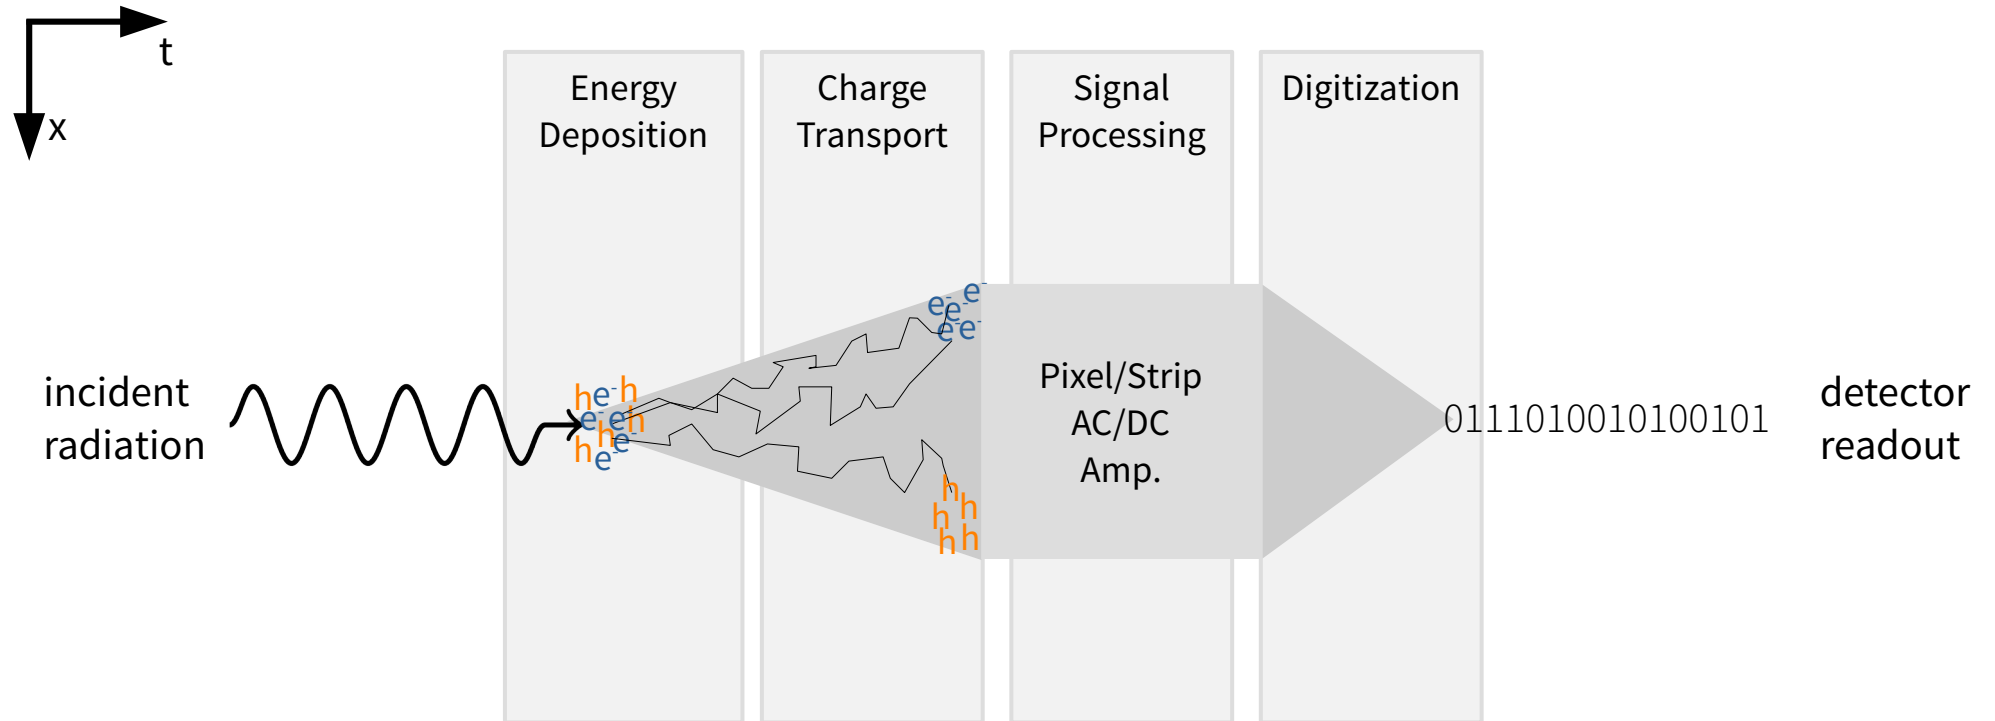 t
x
Energy
Deposition
Charge
Transport
Signal
Processing
Digitization
incident
radiation
h e⁻ h
e⁻ e⁻ h
h
h e⁻
e⁻
e⁻ e⁻
e⁻
e⁻ e⁻
h
h h
h h
Pixel/Strip
AC/DC
Amp.
0111010010100101
detector
readout